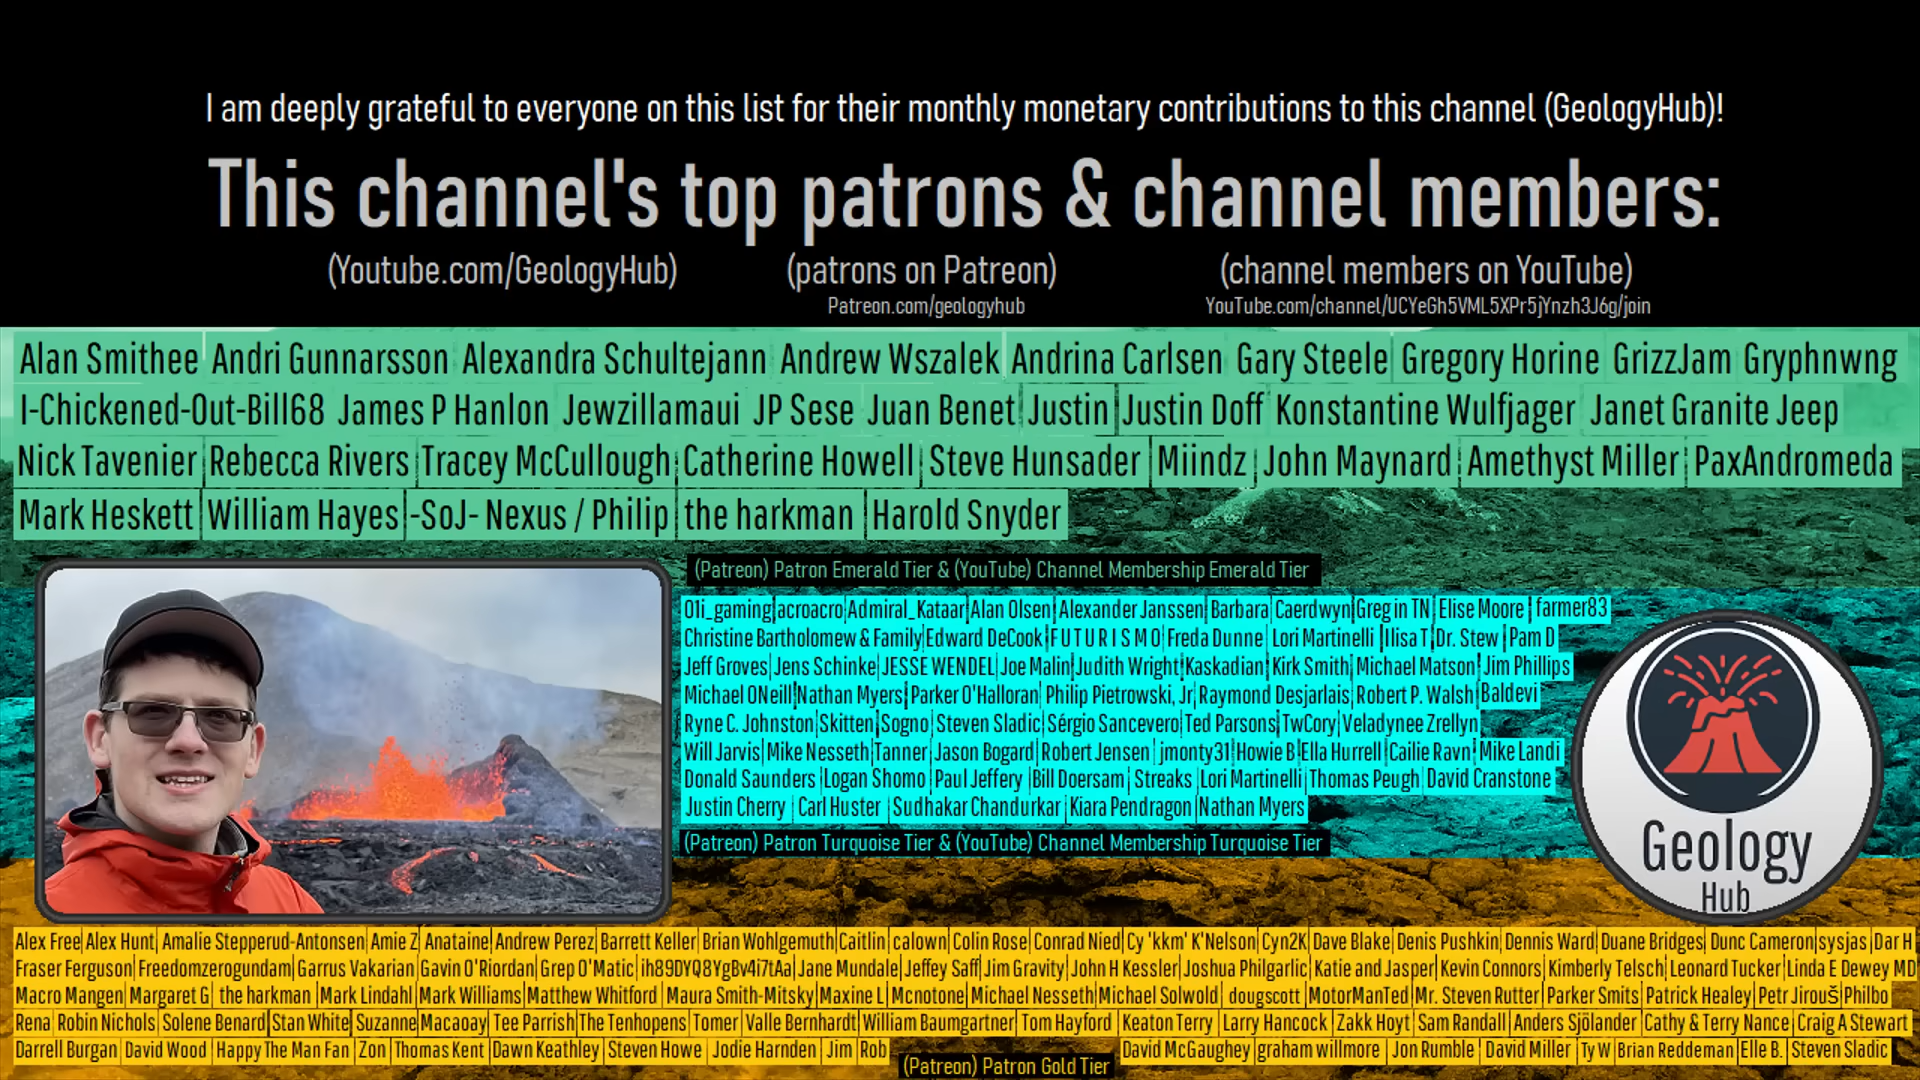 I am deeply grateful to everyone on this list for their monthly monetary contributions to this channel (GeologyHub)!
This channel's top patrons & channel members:
(Youtube.com/GeologyHub) (patrons on Patreon) (channel members on YouTube)
Patreon.com/geologyhub YouTube.com/channel/UCYeGh5VML5XPr5jYnzh3J6g/join
Alan Smithee Andri Gunnarsson Alexandra Schultejann Andrew Wszalek Andrina Carlsen Gary Steele Gregory Horine GrizzJam Gryphnwng
I-Chickened-Out-Bill68 James P Hanlon Jewzillamaui JP Sese Juan Benet Justin Justin Doff Konstantine Wulfjager Janet Granite Jeep
Nick Tavenier Rebecca Rivers Tracey McCullough Catherine Howell Steve Hunsader Miindz John Maynard Amethyst Miller PaxAndromeda
Mark Heskett William Hayes -SoJ- Nexus / Philip the harkman Harold Snyder
(Patreon) Patron Emerald Tier & (YouTube) Channel Membership Emerald Tier
01i_gaming acroacro Admiral_Kataar Alan Olsen Alexander Janssen Barbara Caerdwyn Greg in TN Elise Moore farmer83
Christine Bartholomew & Family Edward DeCook F U T U R I S M O Freda Dunne Lori Martinelli Ilisa T Dr. Stew Pam D
Jeff Groves Jens Schinke JESSE WENDEL Joe Malin Judith Wright Kaskadian Kirk Smith Michael Matson Jim Phillips
Michael ONeill Nathan Myers Parker O'Halloran Philip Pietrowski, Jr Raymond Desjarlais Robert P. Walsh Baldevi
Ryne C. Johnston Skitten Sogno Steven Sladic Sérgio Sancevero Ted Parsons TwCory Veladynee Zrellyn
Will Jarvis Mike Nesseth Tanner Jason Bogard Robert Jensen jmonty31 Howie B Ella Hurrell Cailie Ravn Mike Landi
Donald Saunders Logan Shomo Paul Jeffery Bill Doersam Streaks Lori Martinelli Thomas Peugh David Cranstone
Justin Cherry Carl Huster Sudhakar Chandurkar Kiara Pendragon Nathan Myers
(Patreon) Patron Turquoise Tier & (YouTube) Channel Membership Turquoise Tier
Geology
Hub
Alex Free Alex Hunt Amalie Stepperud-Antonsen Amie Z Anataine Andrew Perez Barrett Keller Brian Wohlgemuth Caitlin calown Colin Rose Conrad Nied Cy 'kkm' K'Nelson Cyn2K Dave Blake Denis Pushkin Dennis Ward Duane Bridges Dunc Cameron sysjas Dar H
Fraser Ferguson Freedomzerogundam Garrus Vakarian Gavin O'Riordan Grep O'Matic ih89DYQ8YgBv4i7tAa Jane Mundale Jeffey Saff Jim Gravity John H Kessler Joshua Philgarlic Katie and Jasper Kevin Connors Kimberly Telsch Leonard Tucker Linda E Dewey MD
Macro Mangen Margaret G the harkman Mark Lindahl Mark Williams Matthew Whitford Maura Smith-Mitsky Maxine L Mcnotone Michael Nesseth Michael Solwold dougscott MotorManTed Mr. Steven Rutter Parker Smits Patrick Healey Petr Jirouš Philbo
Rena Robin Nichols Solene Benard Stan White Suzanne Macaoay Tee Parrish The Tenhopens Tomer Valle Bernhardt William Baumgartner Tom Hayford Keaton Terry Larry Hancock Zakk Hoyt Sam Randall Anders Sjölander Cathy & Terry Nance Craig A Stewart
Darrell Burgan David Wood Happy The Man Fan Zon Thomas Kent Dawn Keathley Steven Howe Jodie Harnden Jim Rob David McGaughey graham willmore Jon Rumble David Miller Ty W Brian Reddeman Elle B. Steven Sladic
(Patreon) Patron Gold Tier